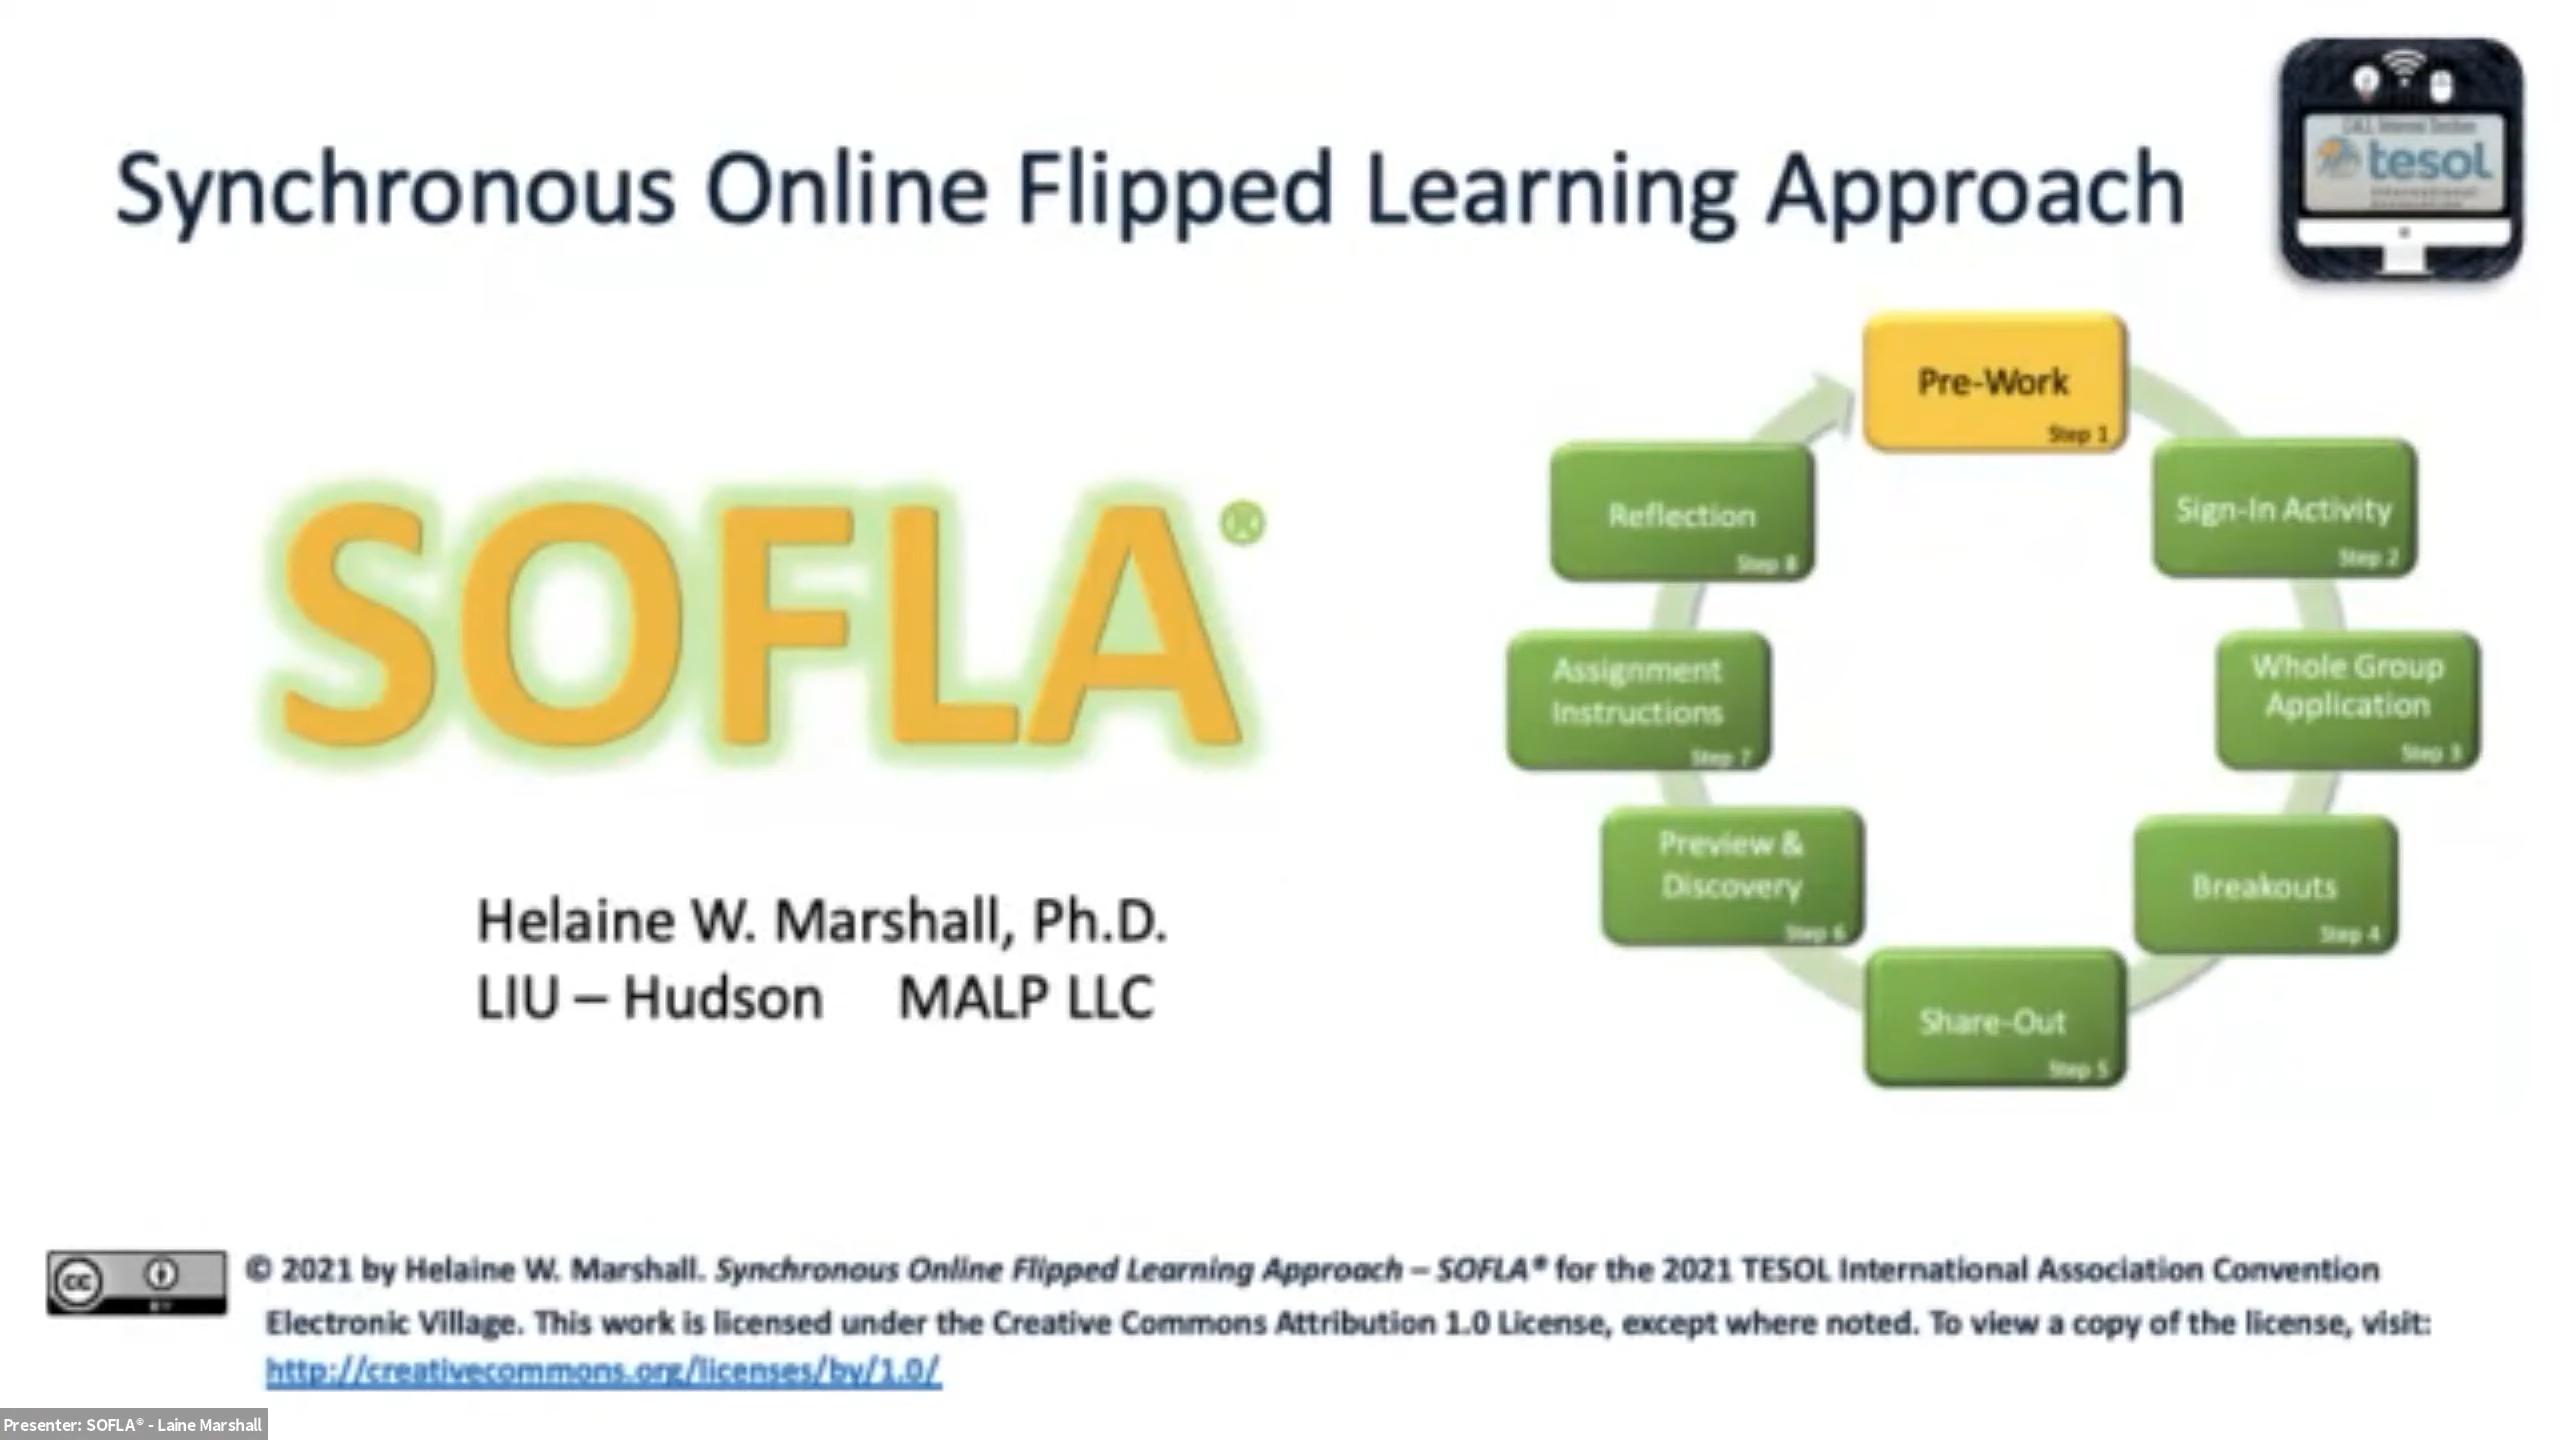 Synchronous Online Flipped Learning Approach
tesol
SOFLA®
Helaine W. Marshall, Ph.D.
LIU – Hudson MALP LLC
Pre-Work
Step 1
Sign-In Activity
Step 2
Whole Group
Application
Step 3
Breakouts
Step 4
Share-Out
Step 5
Preview &
Discovery
Step 6
Assignment
Instructions
Step 7
Reflection
Step 8
cc
BY
© 2021 by Helaine W. Marshall. Synchronous Online Flipped Learning Approach – SOFLA® for the 2021 TESOL International Association Convention
Electronic Village. This work is licensed under the Creative Commons Attribution 1.0 License, except where noted. To view a copy of the license, visit:
http://creativecommons.org/licenses/by/1.0/
Presenter: SOFLA® - Laine Marshall